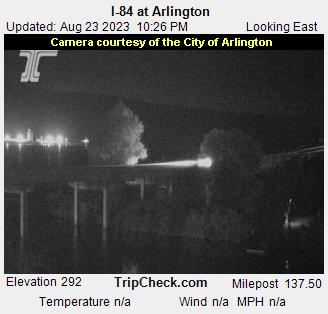 I-84 at Arlington
Updated: Aug 23 2023 10:26 PM Looking East
Camera courtesy of the City of Arlington
Elevation 292 TripCheck.com Milepost 137.50
Temperature n/a Wind n/a MPH n/a